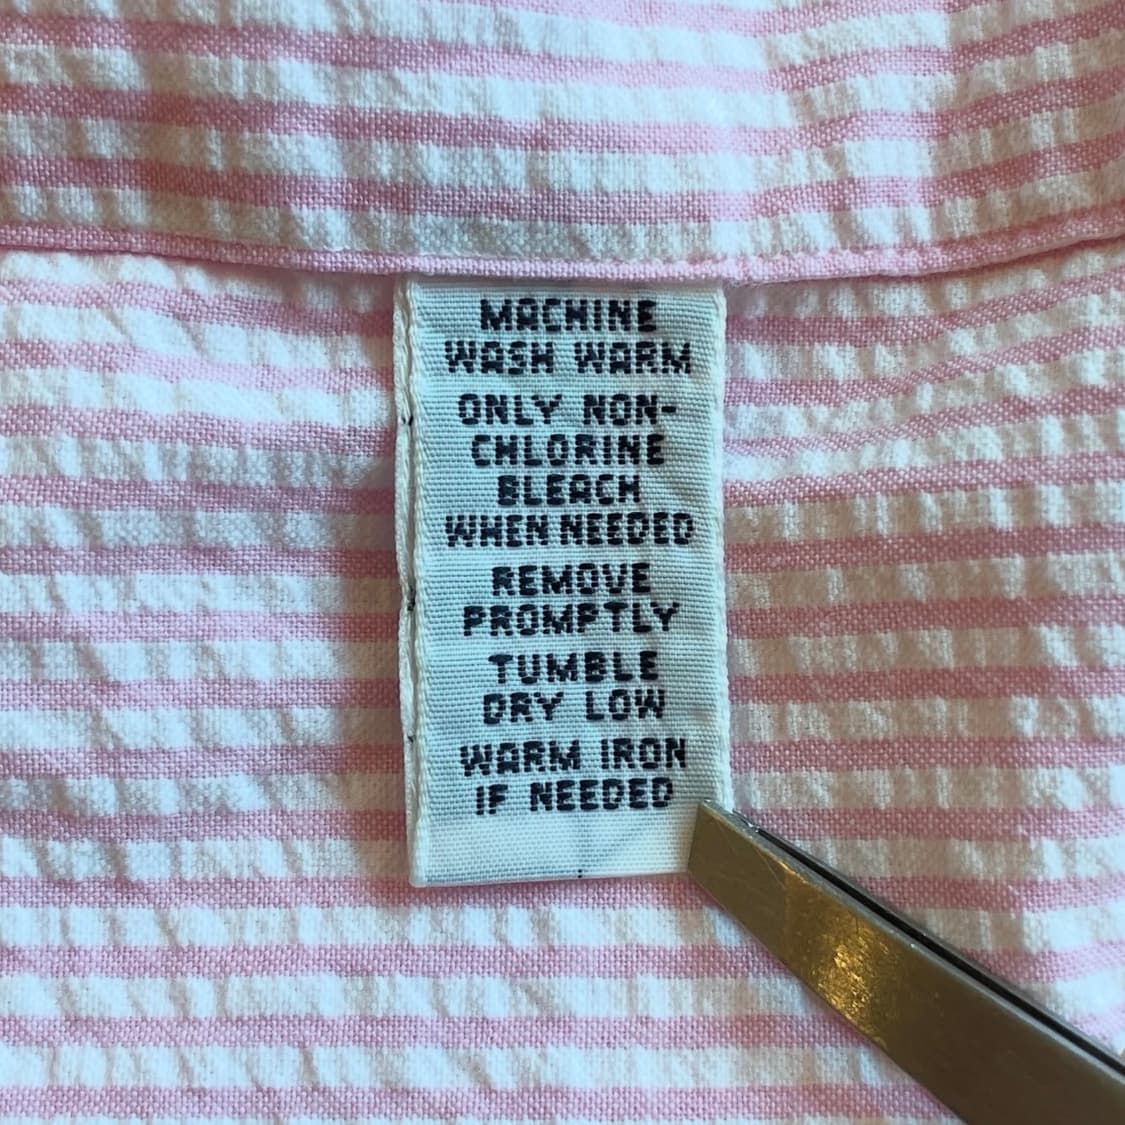 MACHINE
WASH WARM
ONLY NON-
CHLORINE
BLEACH
WHEN NEEDED
REMOVE
PROMPTLY
TUMBLE
DRY LOW
WARM IRON
IF NEEDED